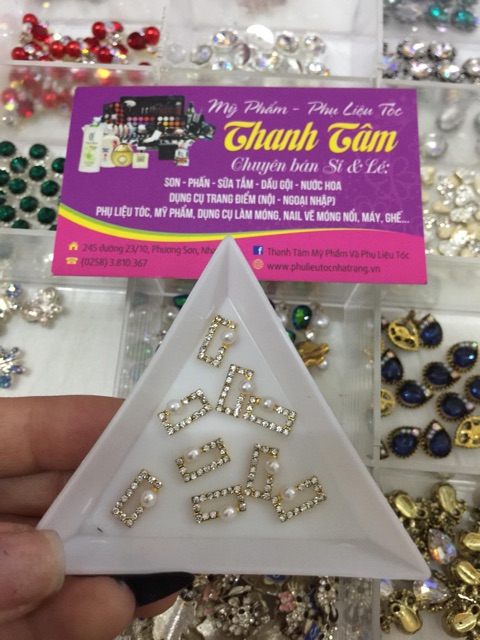 Mỹ Phẩm - Phụ Liệu Tóc
Thanh Tâm
Chuyên bán Sỉ & Lẻ:
SON - PHẤN - SỮA TẮM - DẦU GỘI - NƯỚC HOA
DỤNG CỤ TRANG ĐIỂM (NỘI - NGOẠI NHẬP)
PHỤ LIỆU TÓC, MỸ PHẨM, DỤNG CỤ LÀM MÓNG, NAIL VẼ MÓNG NỔI, MÁY, GHẾ...
245 đường 23/10, Phương Sơn,
(0258) 3.810.367
Thanh Tâm Mỹ Phẩm Và Phụ Liệu Tóc
www.phulieutocnhatrang.vn